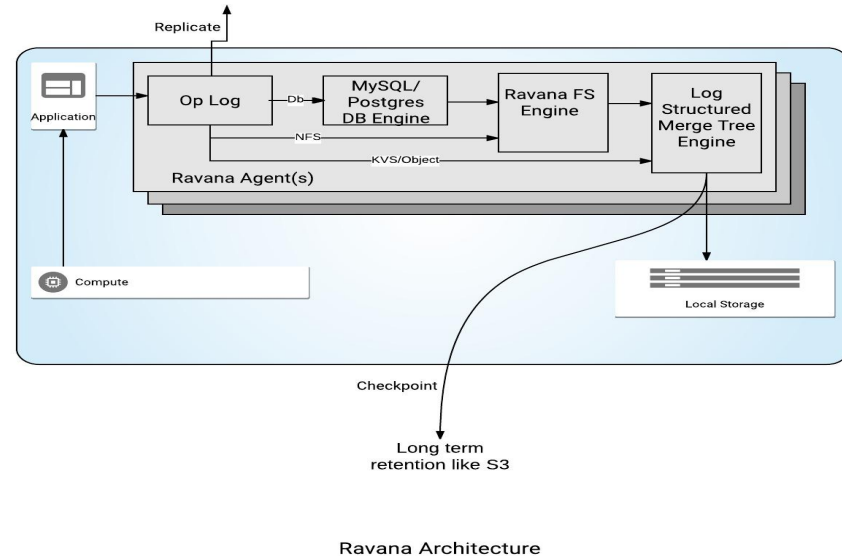 Replicate
Application
Op Log
Db
MySQL/
Postgres
DB Engine
Ravana FS
Engine
Log
Structured
Merge Tree
Engine
NFS
KVS/Object
Ravana Agent(s)
Compute
Local Storage
Checkpoint
Long term
retention like S3
Ravana Architecture